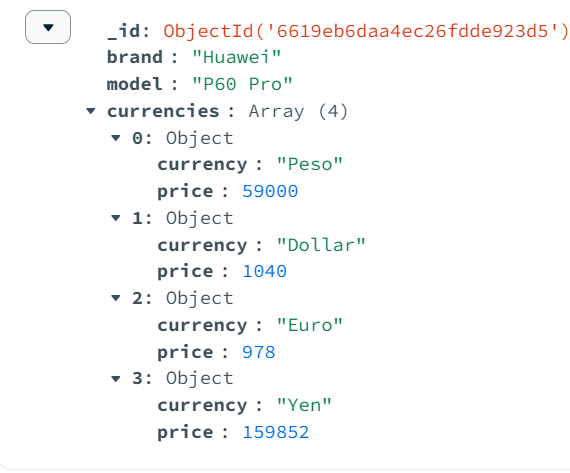 _id: ObjectId('6619eb6daa4ec26fdde923d5')
brand : "Huawei"
model : "P60 Pro"
currencies : Array (4)
0: Object
currency : "Peso"
price : 59000
1: Object
currency : "Dollar"
price : 1040
2: Object
currency : "Euro"
price : 978
3: Object
currency : "Yen"
price : 159852